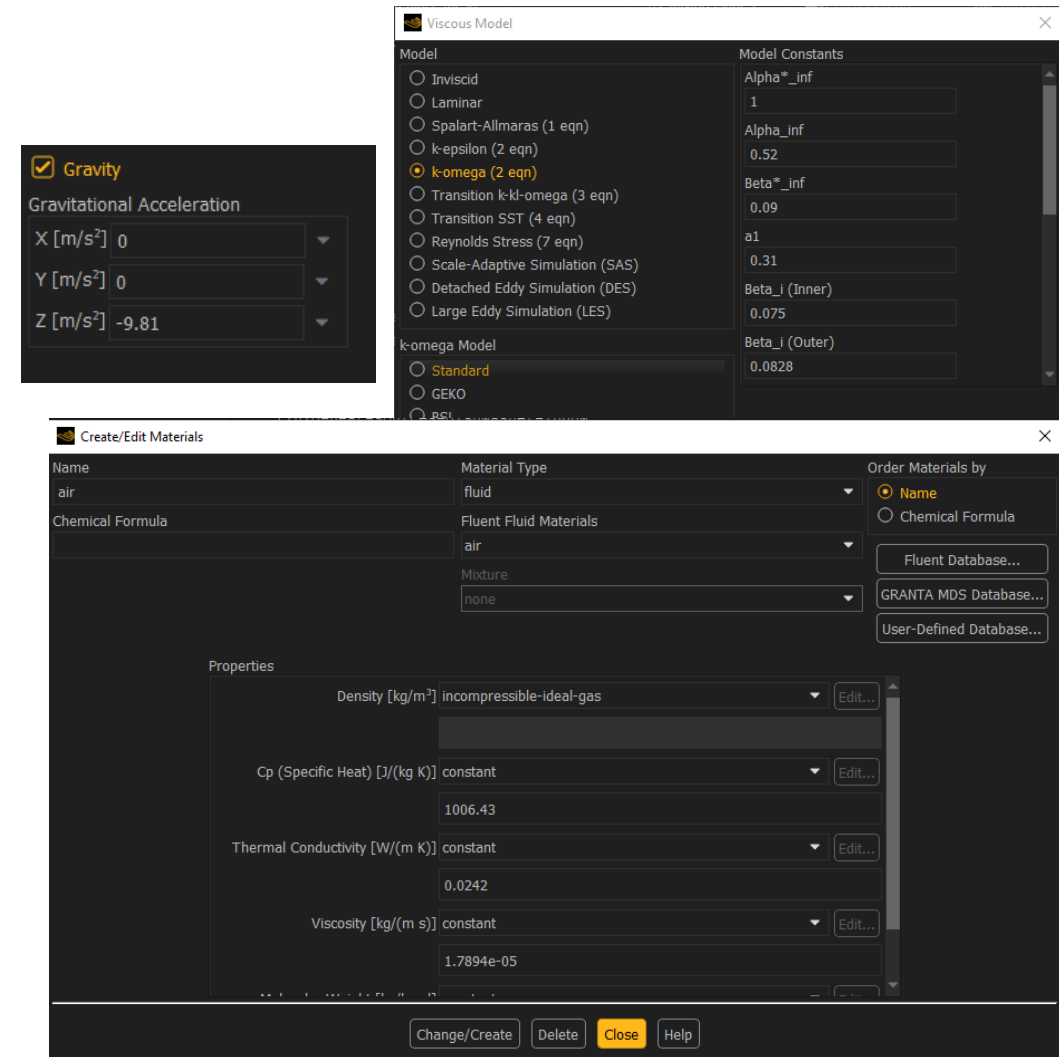 Viscous Model
Model
Inviscid
Laminar
Spalart-Allmaras (1 eqn)
k-epsilon (2 eqn)
k-omega (2 eqn)
Transition k-kl-omega (3 eqn)
Transition SST (4 eqn)
Reynolds Stress (7 eqn)
Scale-Adaptive Simulation (SAS)
Detached Eddy Simulation (DES)
Large Eddy Simulation (LES)
k-omega Model
Standard
GEKO
BSL
Model Constants
Alpha*_inf
1
Alpha_inf
0.52
Beta*_inf
0.09
a1
0.31
Beta_i (Inner)
0.075
Beta_i (Outer)
0.0828
Gravity
Gravitational Acceleration
X [m/s²] 0
Y [m/s²] 0
Z [m/s²] -9.81
Create/Edit Materials
Name
air
Chemical Formula
Material Type
fluid
Fluent Fluid Materials
air
Mixture
none
Order Materials by
Name
Chemical Formula
Fluent Database...
GRANTA MDS Database...
User-Defined Database...
Properties
Density [kg/m³] incompressible-ideal-gas Edit...
Cp (Specific Heat) [J/(kg K)] constant Edit...
1006.43
Thermal Conductivity [W/(m K)] constant Edit...
0.0242
Viscosity [kg/(m s)] constant Edit...
1.7894e-05
Change/Create Delete Close Help